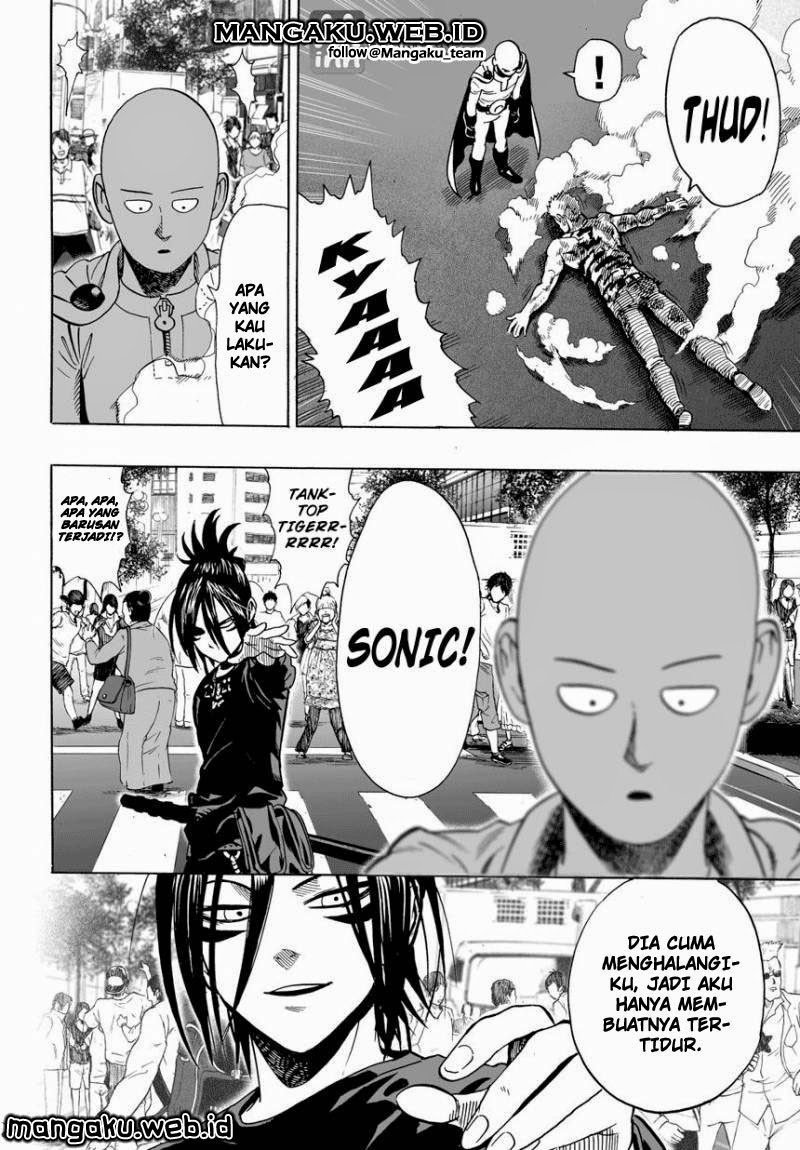 MANGAKU.WEB.ID
follow@Mangaku_team
THUD!
!
KYAAAA
APA
YANG
KAU
LAKU-
KAN?
TANK-
TOP
TIGERR-
RRRR!
SONIC!
APA, APA,
APA YANG
BARUSAN
TERJADI!?
DIA CUMA
MENGHALANGI-
KU, JADI AKU
HANYA MEM-
BUATNYA TER-
TIDUR.
mangaku.web.id